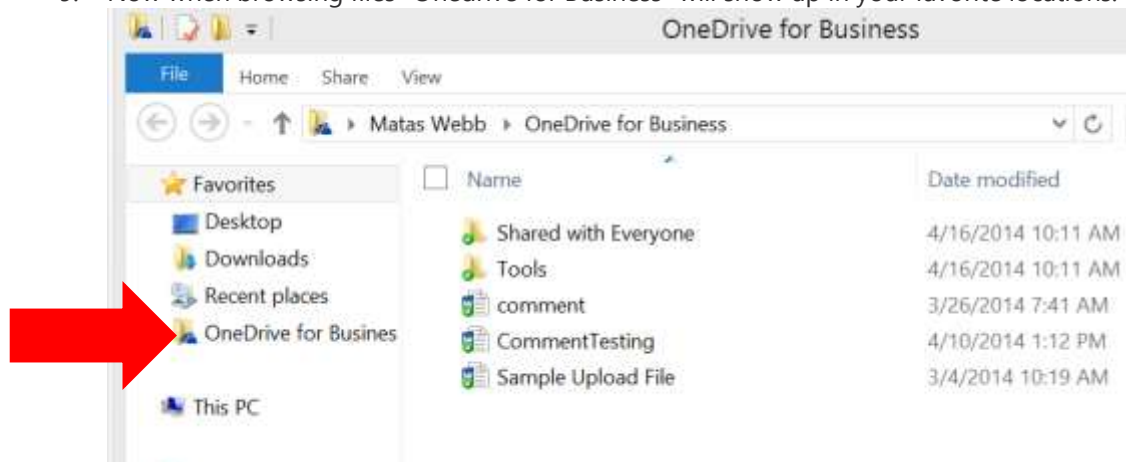 Now when browsing files "Onedrive for Business" will show up in your favorite locations.
OneDrive for Business
File Home Share View
Matas Webb OneDrive for Business
Favorites
Name Date modified
Desktop
Shared with Everyone 4/16/2014 10:11 AM
Downloads
Tools 4/16/2014 10:11 AM
Recent places
comment 3/26/2014 7:41 AM
OneDrive for Busines
CommentTesting 4/10/2014 1:12 PM
Sample Upload File 3/4/2014 10:19 AM
This PC